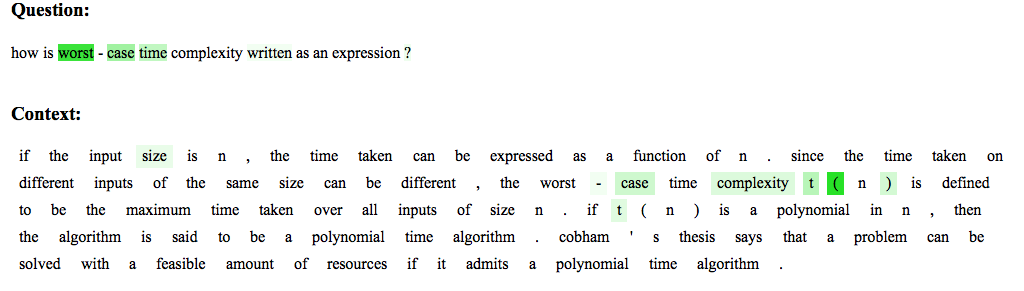 Question:
how is worst - case time complexity written as an expression ?
Context:
if the input size is n , the time taken can be expressed as a function of n . since the time taken on
different inputs of the same size can be different , the worst - case time complexity t ( n ) is defined
to be the maximum time taken over all inputs of size n . if t ( n ) is a polynomial in n , then
the algorithm is said to be a polynomial time algorithm . cobham ' s thesis says that a problem can be
solved with a feasible amount of resources if it admits a polynomial time algorithm .